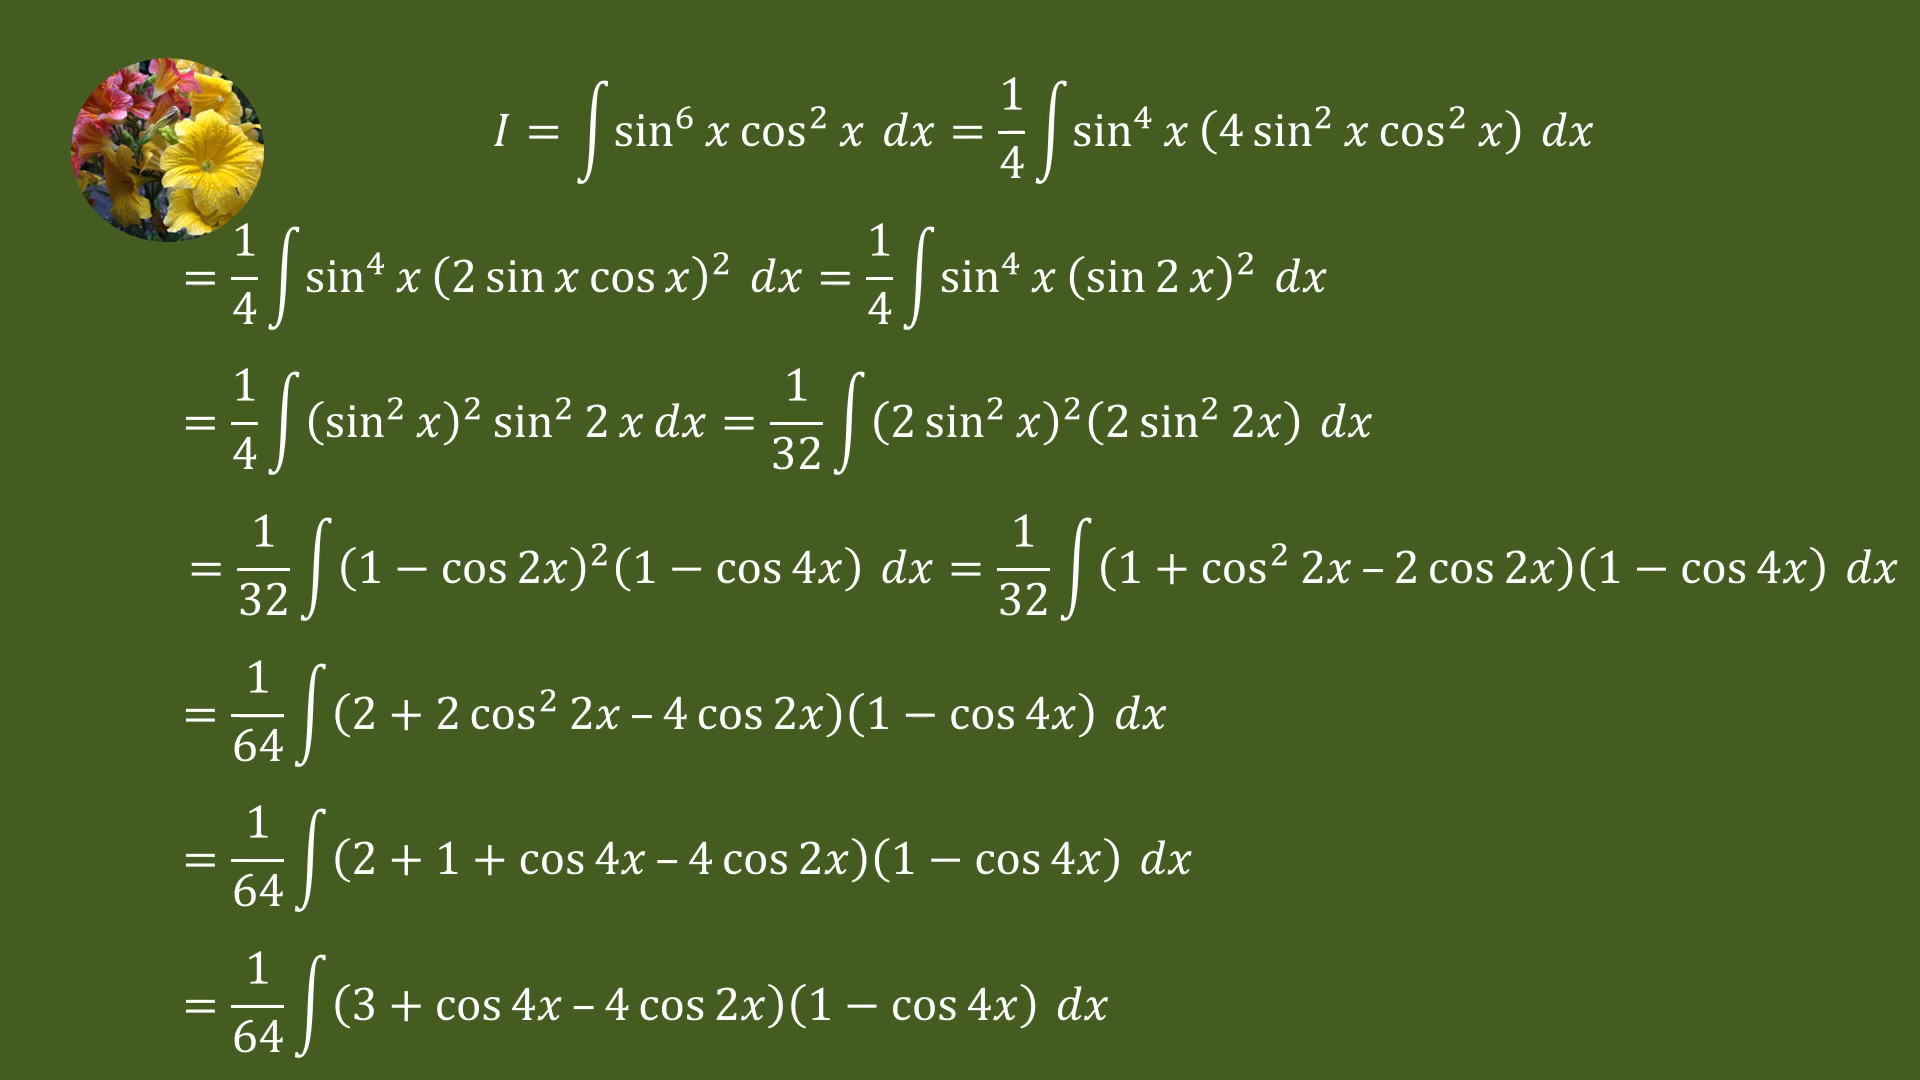 I = ∫ sin⁶ x cos² x dx = 1/4 ∫ sin⁴ x (4 sin² x cos² x) dx
= 1/4 ∫ sin⁴ x (2 sin x cos x)² dx = 1/4 ∫ sin⁴ x (sin 2 x)² dx
= 1/4 ∫ (sin² x)² sin² 2 x dx = 1/32 ∫ (2 sin² x)²(2 sin² 2x) dx
= 1/32 ∫ (1 − cos 2x)²(1 − cos 4x) dx = 1/32 ∫ (1 + cos² 2x – 2 cos 2x)(1 − cos 4x) dx
= 1/64 ∫ (2 + 2 cos² 2x – 4 cos 2x)(1 − cos 4x) dx
= 1/64 ∫ (2 + 1 + cos 4x – 4 cos 2x)(1 − cos 4x) dx
= 1/64 ∫ (3 + cos 4x – 4 cos 2x)(1 − cos 4x) dx